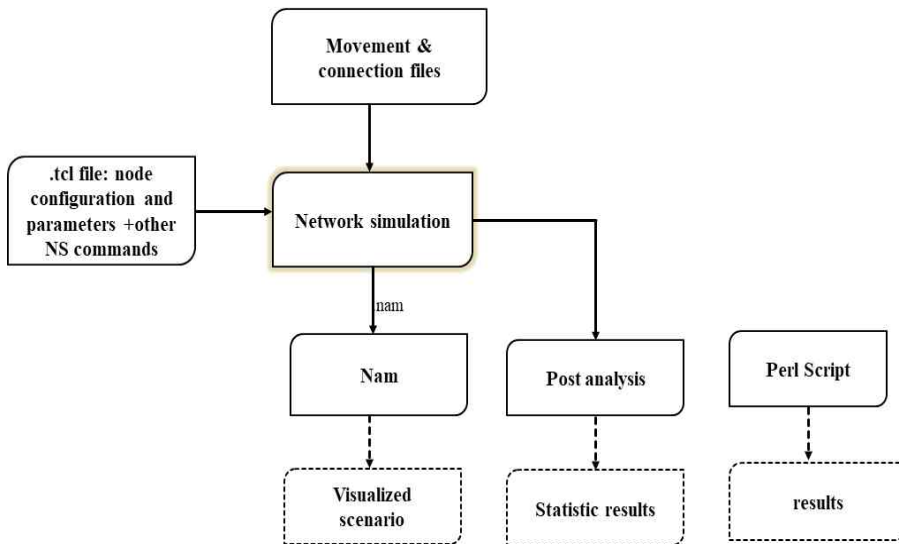 Movement &
connection files
.tcl file: node
configuration and
parameters +other
NS commands
Network simulation
nam
Nam
Post analysis
Perl Script
Visualized
scenario
Statistic results
results